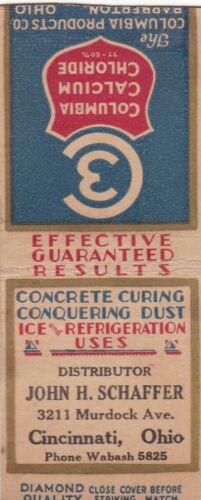 C3
COLUMBIA
CALCIUM
CHLORIDE
77-80%
The
COLUMBIA PRODUCTS CO
BARBERTON OHIO
EFFECTIVE
GUARANTEED
RESULTS
CONCRETE CURING
CONQUERING DUST
ICE and REFRIGERATION
USES
DISTRIBUTOR
JOHN H. SCHAFFER
3211 Murdock Ave.
Cincinnati, Ohio
Phone Wabash 5825
DIAMOND CLOSE COVER BEFORE
QUALITY STRIKING MATCH